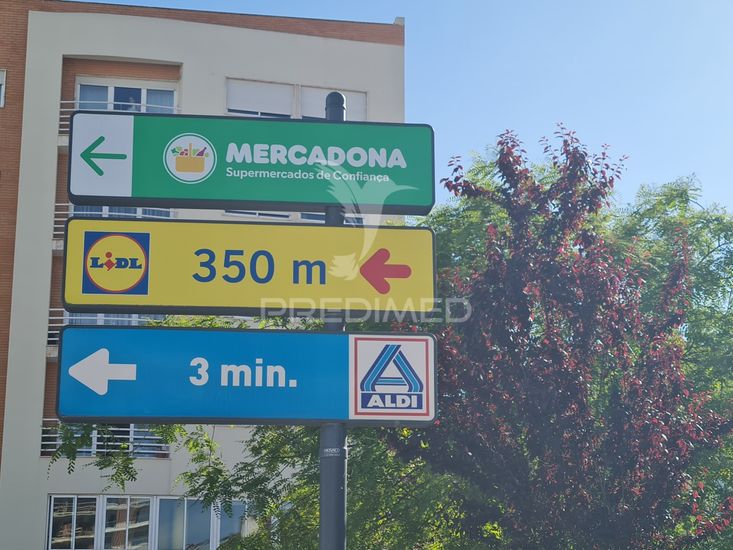 MERCADONA
Supermercados de Confiança
LIDL
350 m
PREDIMED
3 min.
ALDI